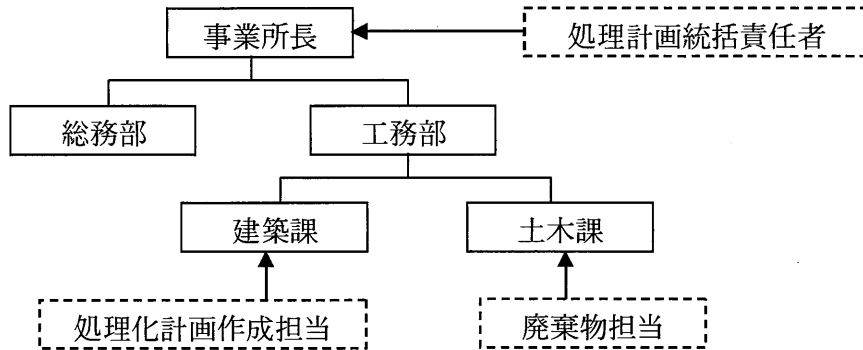 事業所長
処理計画統括責任者
総務部
工務部
建築課
土木課
処理化計画作成担当
廃棄物担当